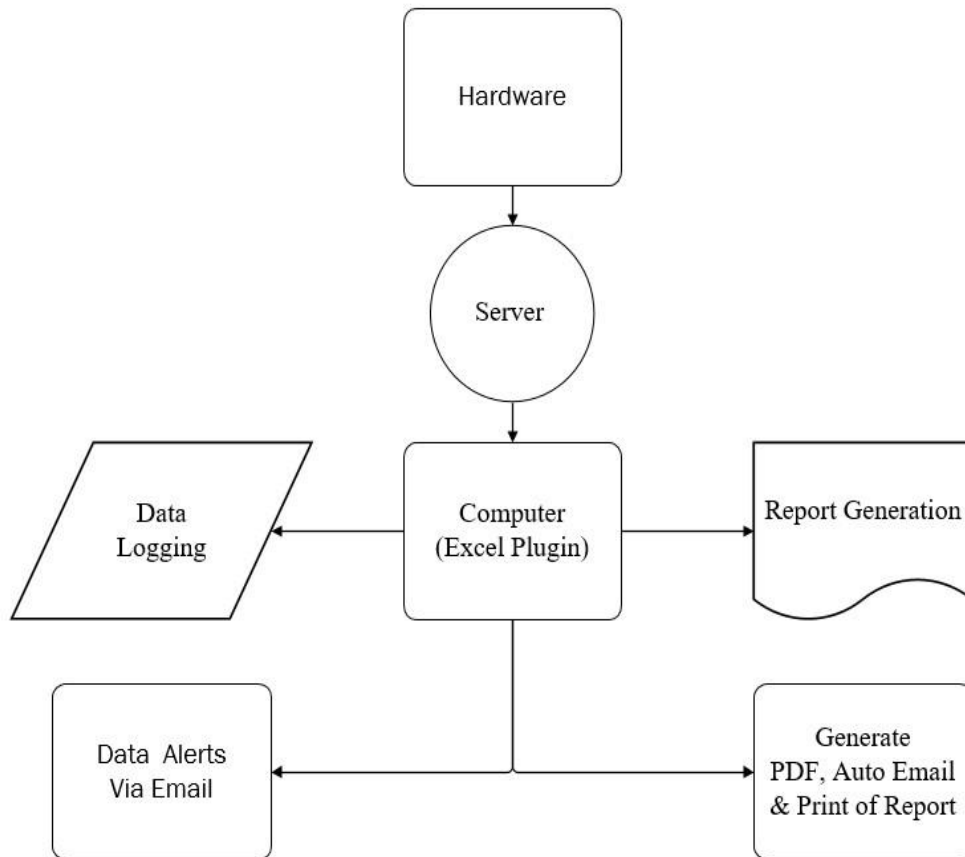 Hardware
Server
Data
Logging
Computer
(Excel Plugin)
Report Generation
Data Alerts
Via Email
Generate
PDF, Auto Email
& Print of Report